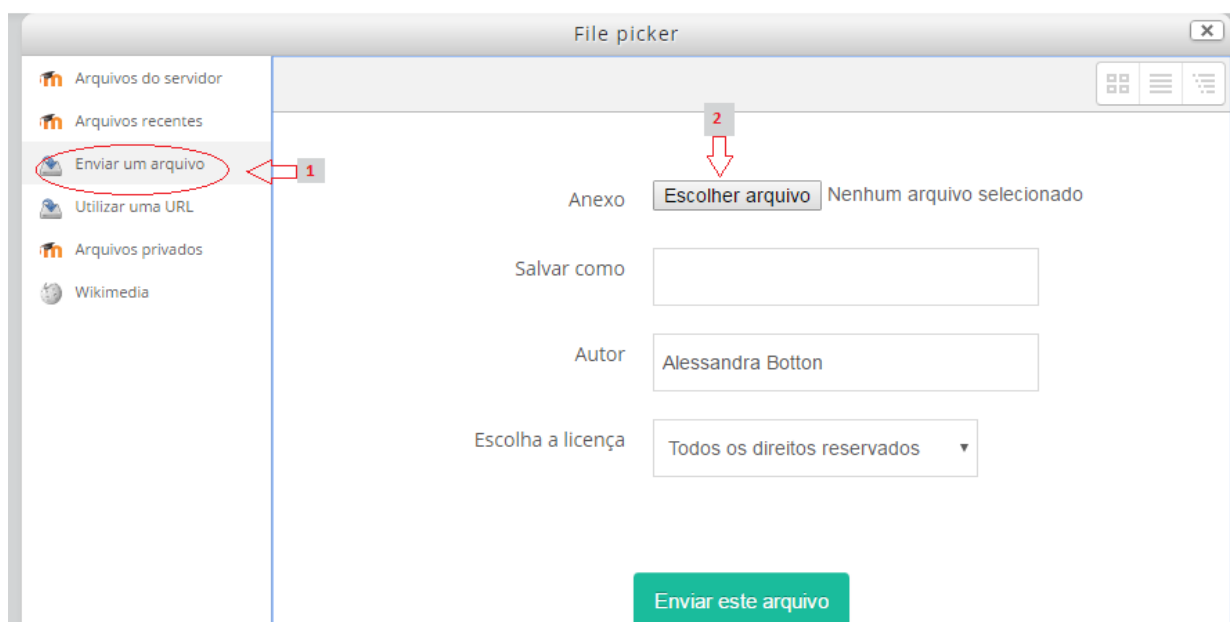 File picker
Arquivos do servidor
Arquivos recentes
Enviar um arquivo
1
Utilizar uma URL
Arquivos privados
Wikimedia
2
Anexo Escolher arquivo Nenhum arquivo selecionado
Salvar como
Autor Alessandra Botton
Escolha a licença Todos os direitos reservados
Enviar este arquivo